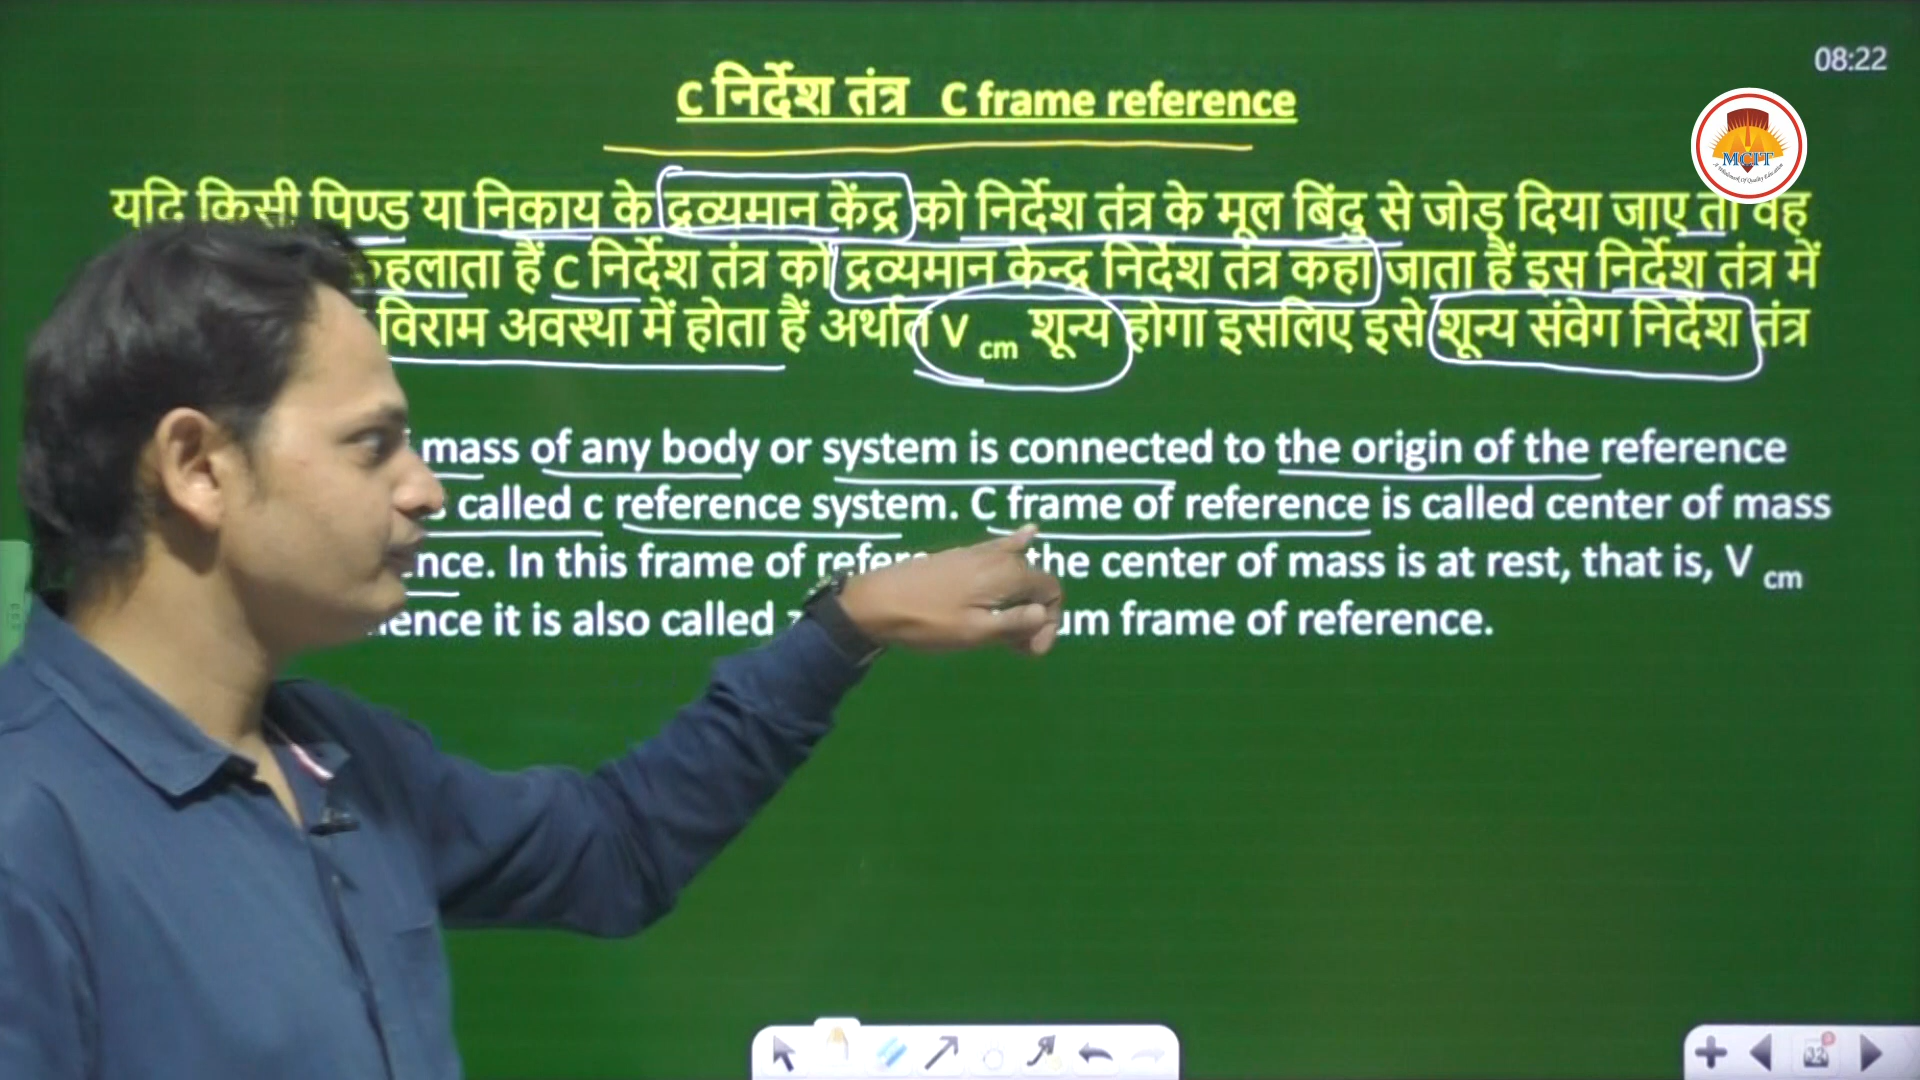 08:22
C निर्देश तंत्र C frame reference
MCIT
यदि किसी पिण्ड या निकाय के द्रव्यमान केंद्र को निर्देश तंत्र के मूल बिंदु से जोड़ दिया जाए तो वह
कहलाता हैं C निर्देश तंत्र को द्रव्यमान केन्द्र निर्देश तंत्र कहा जाता हैं इस निर्देश तंत्र में
विराम अवस्था में होता हैं अर्थात V cm शून्य होगा इसलिए इसे शून्य संवेग निर्देश तंत्र
mass of any body or system is connected to the origin of the reference
called c reference system. C frame of reference is called center of mass
In this frame of the center of mass is at rest, that is, V cm
hence it is also called frame of reference.